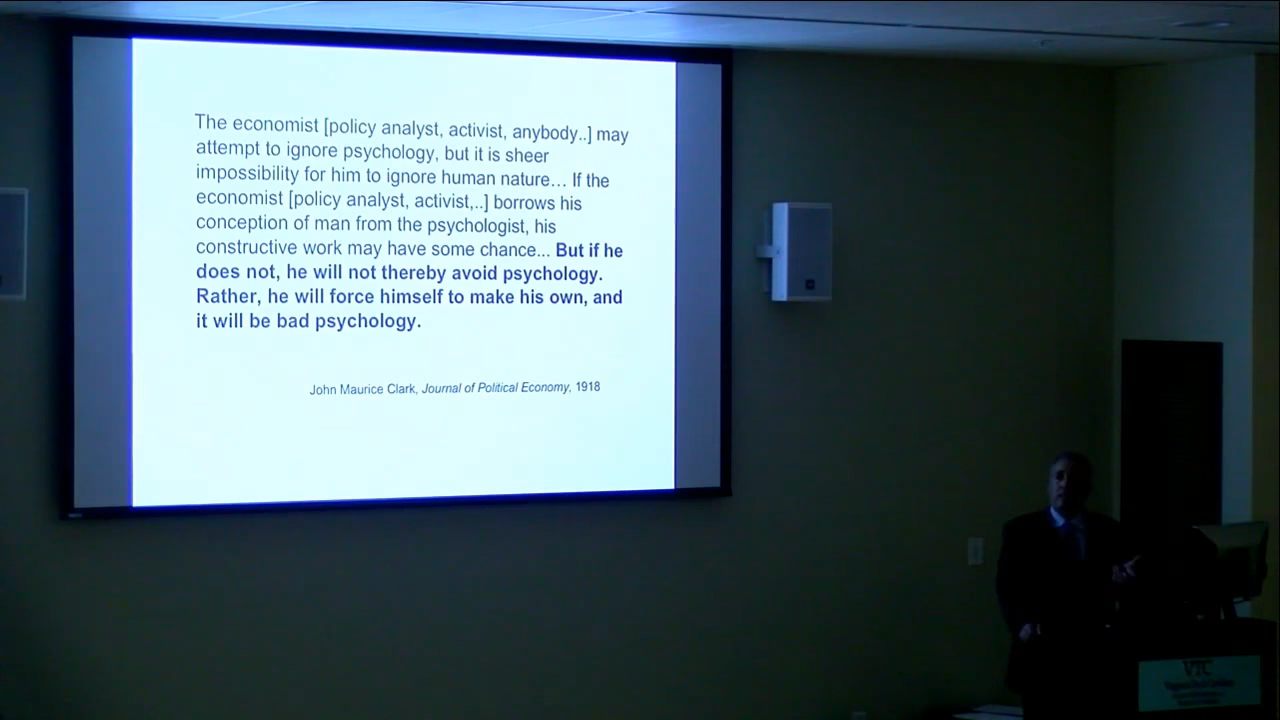 The economist [policy analyst, activist, anybody..] may
attempt to ignore psychology, but it is sheer
impossibility for him to ignore human nature... If the
economist [policy analyst, activist,..] borrows his
conception of man from the psychologist, his
constructive work may have some chance... But if he
does not, he will not thereby avoid psychology.
Rather, he will force himself to make his own, and
it will be bad psychology.
John Maurice Clark, Journal of Political Economy, 1918
VTC